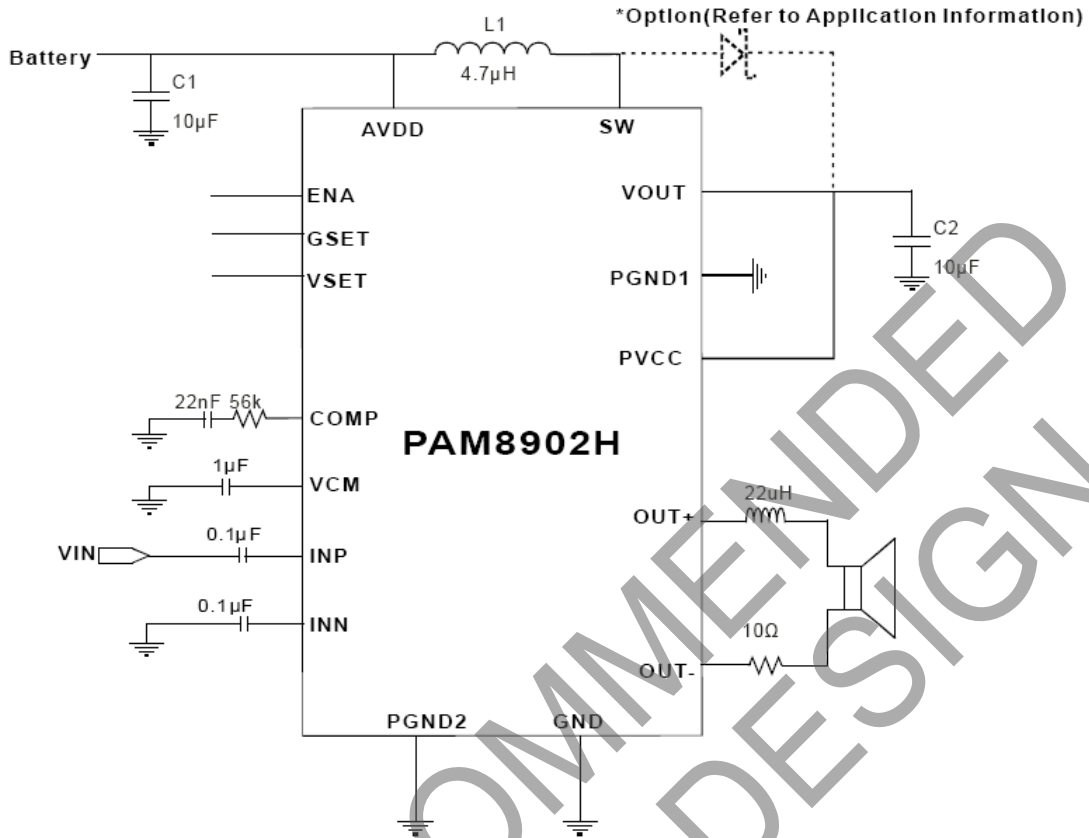 *Option(Refer to Application Information)
L1
Battery
4.7µH
C1
10µF
AVDD
SW
ENA
VOUT
GSET
C2
VSET
PGND1
10µF
PVCC
22nF 56k
COMP
PAM8902H
1µF
VCM
22uH
OUT+
0.1µF
VIN
INP
0.1µF
INN
10Ω
OUT-
PGND2
GND
OMMENDED
DESIGN